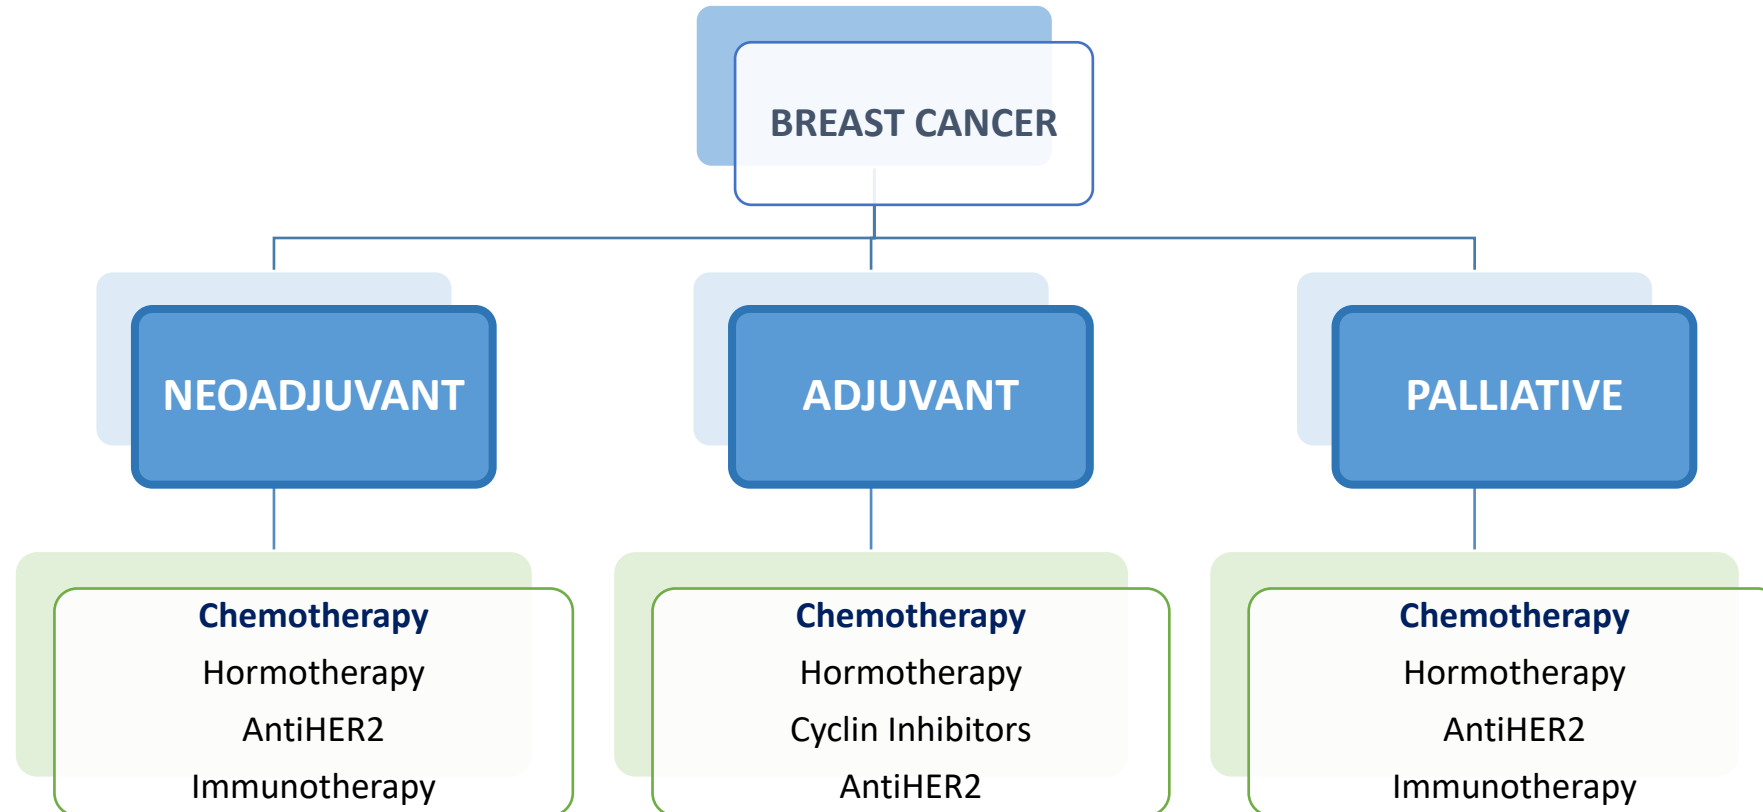 BREAST CANCER
NEOADJUVANT
ADJUVANT
PALLIATIVE
Chemotherapy
Hormotherapy
AntiHER2
Immunotherapy
Chemotherapy
Hormotherapy
Cyclin Inhibitors
AntiHER2
Chemotherapy
Hormotherapy
AntiHER2
Immunotherapy